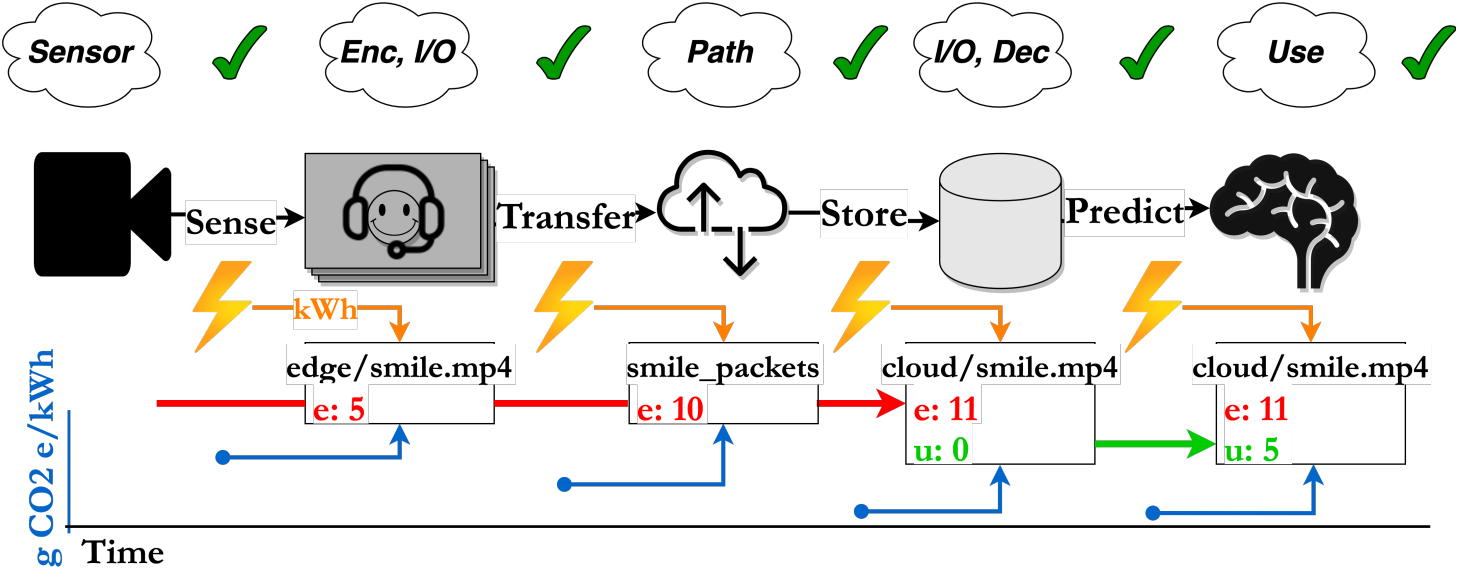 Sensor
Enc, I/O
Path
I/O, Dec
Use
Sense
Transfer
Store
Predict
kWh
edge/smile.mp4
e: 5
smile_packets
e: 10
cloud/smile.mp4
e: 11
u: 0
cloud/smile.mp4
e: 11
u: 5
g CO2 e/kWh
Time